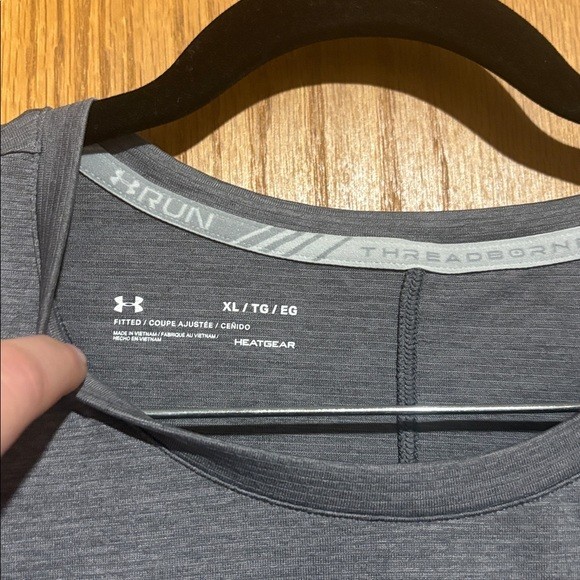 RUN THREADBORNE
XL / TG / EG
FITTED / COUPE AJUSTÉE / CEÑIDO
MADE IN VIETNAM / FABRIQUÉ AU VIETNAM /
HECHO EN VIETNAM
HEATGEAR